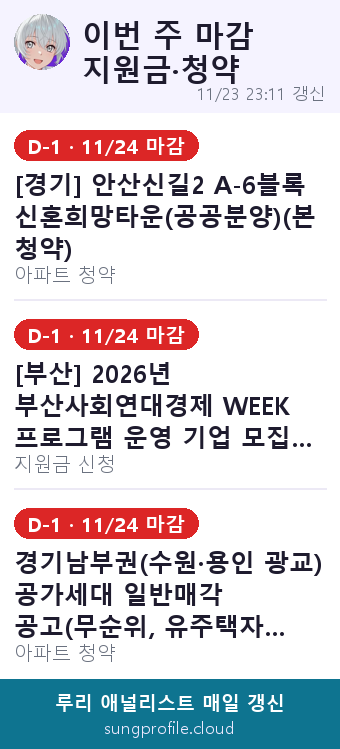 이번 주 마감
지원금·청약
11/23 23:11 갱신
D-1 · 11/24 마감
[경기] 안산신길2 A-6블록
신혼희망타운(공공분양)(본
청약)
아파트 청약
D-1 · 11/24 마감
[부산] 2026년
부산사회연대경제 WEEK
프로그램 운영 기업 모집...
지원금 신청
D-1 · 11/24 마감
경기남부권(수원·용인 광교)
공가세대 일반매각
공고(무순위, 유주택자...
아파트 청약
루리 애널리스트 매일 갱신
sungprofile.cloud